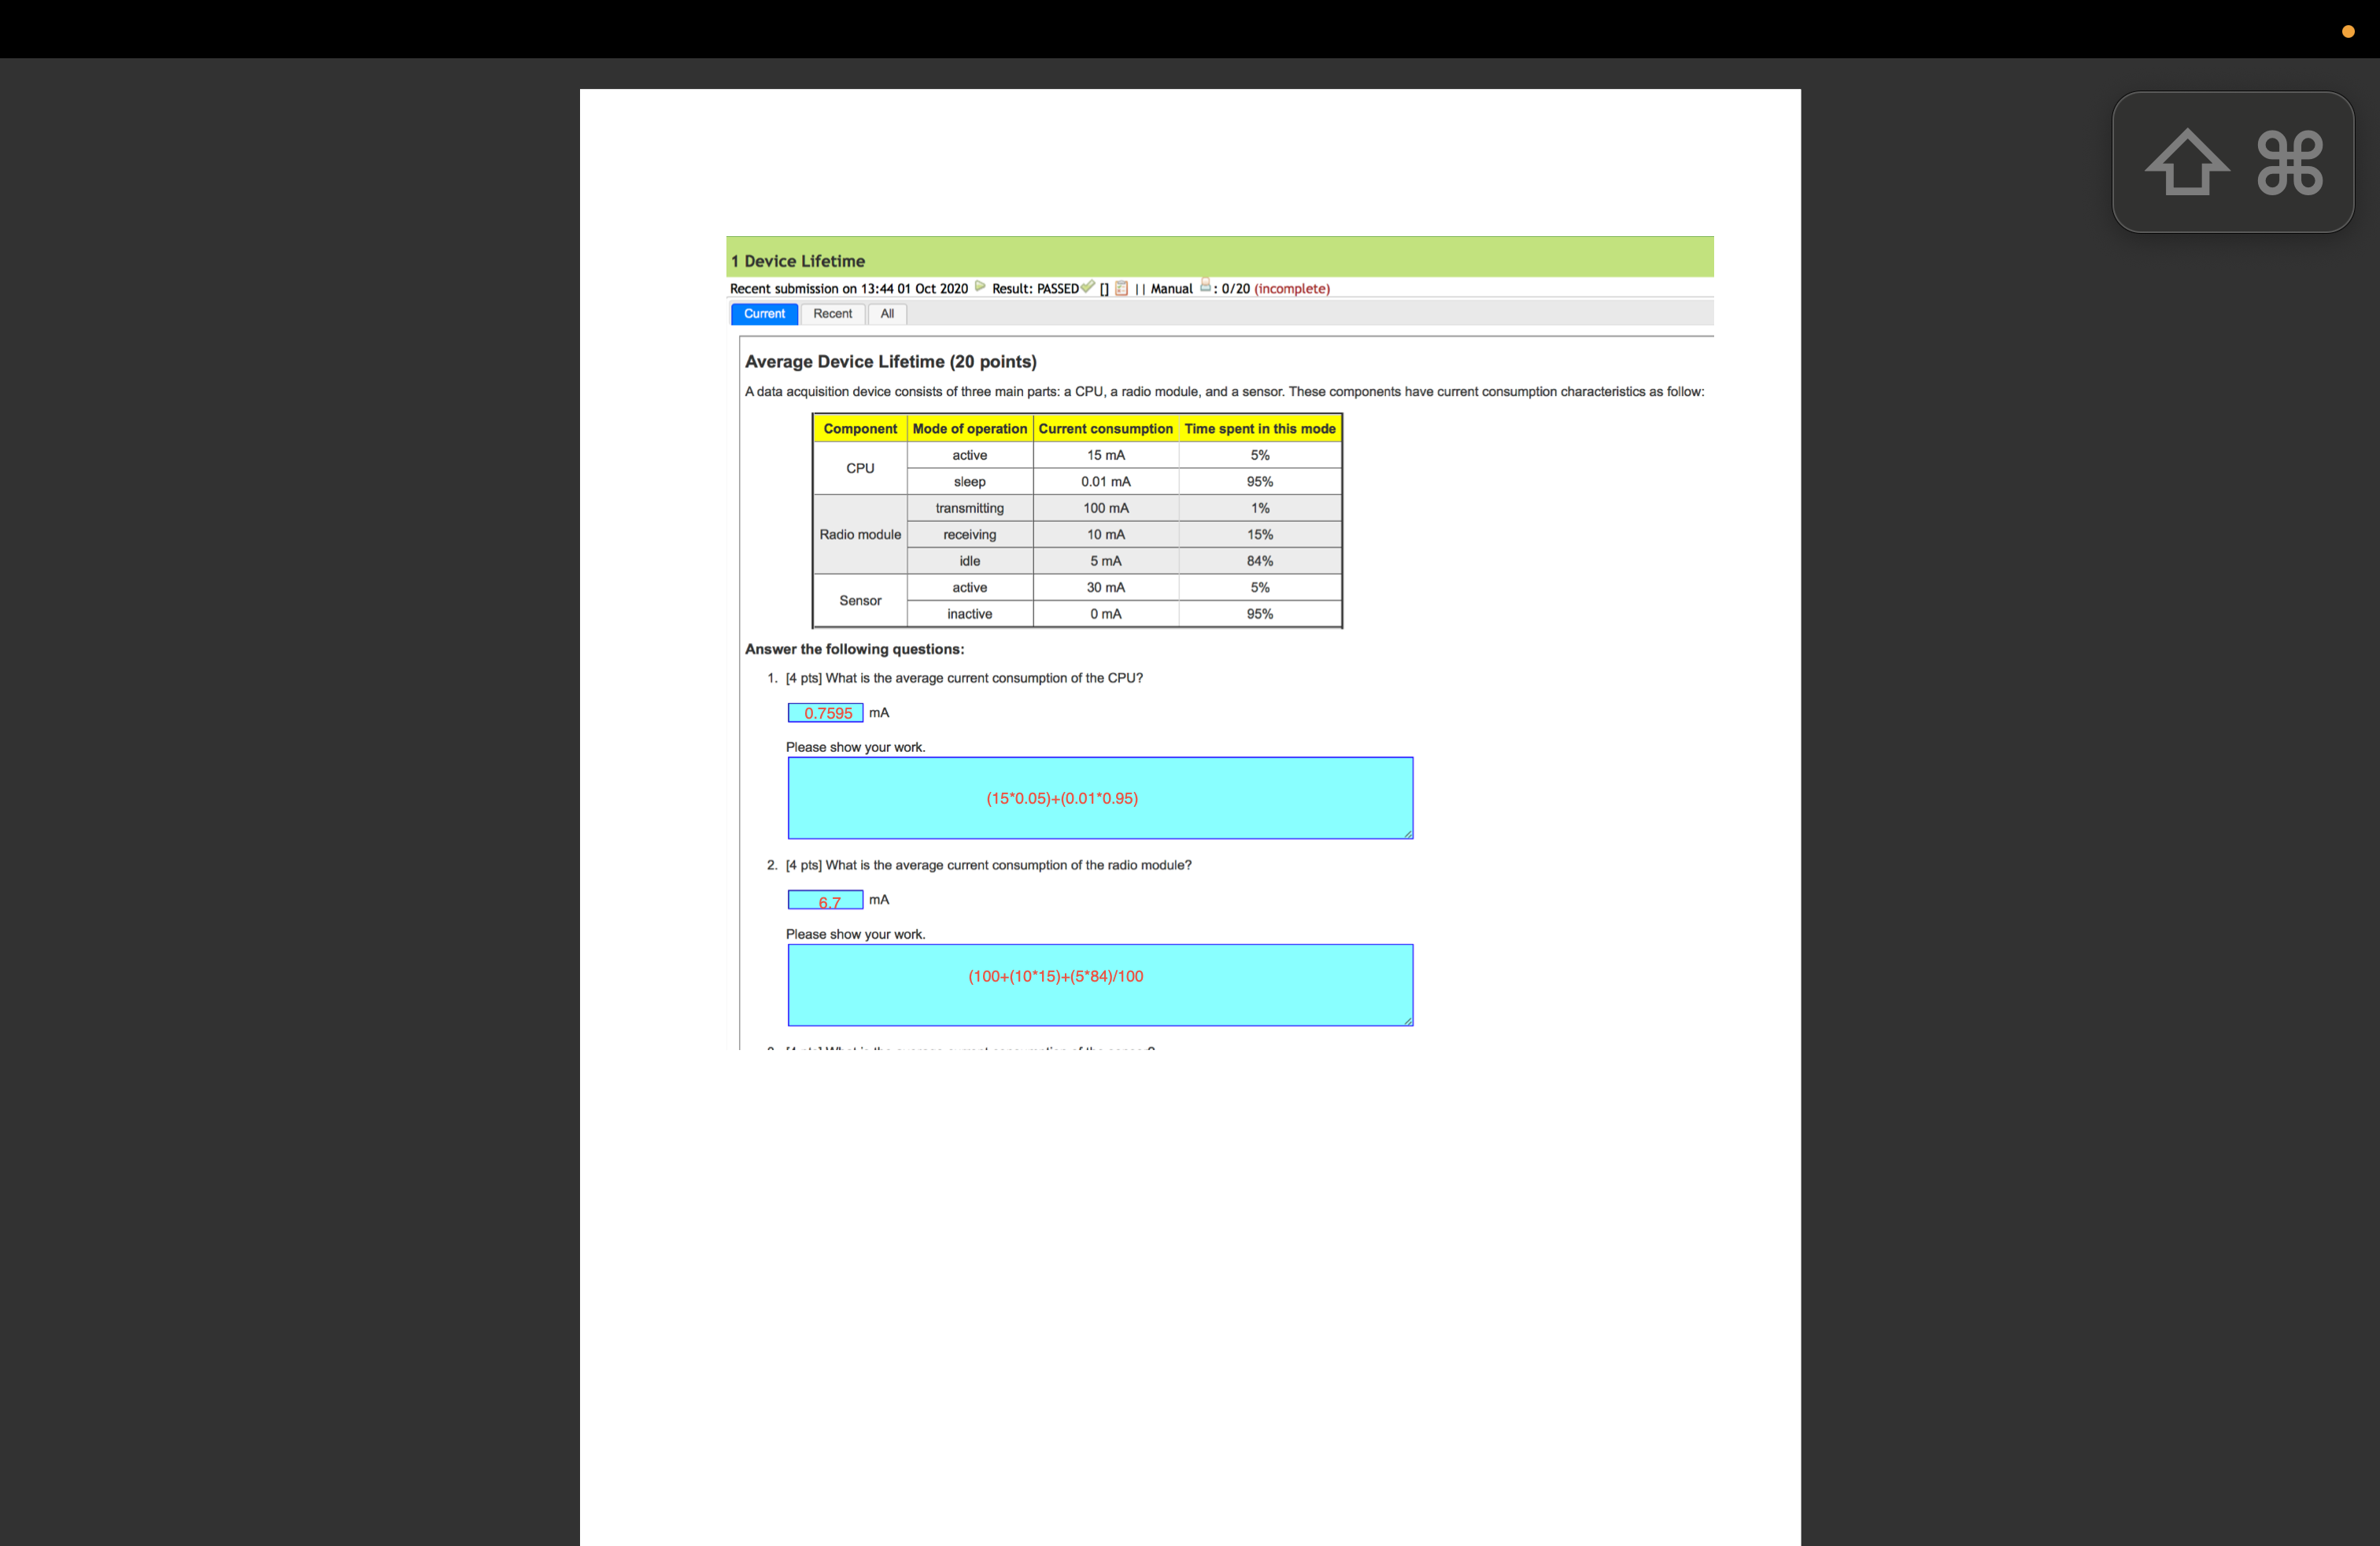 1 Device Lifetime
Recent submission on 13:44 01 Oct 2020 Result: PASSED [] || Manual : 0/20 (incomplete)
Current Recent All
Average Device Lifetime (20 points)
A data acquisition device consists of three main parts: a CPU, a radio module, and a sensor. These components have current consumption characteristics as follow:
Component Mode of operation Current consumption Time spent in this mode
CPU active 15 mA 5%
sleep 0.01 mA 95%
Radio module transmitting 100 mA 1%
receiving 10 mA 15%
idle 5 mA 84%
Sensor active 30 mA 5%
inactive 0 mA 95%
Answer the following questions:
1. [4 pts] What is the average current consumption of the CPU?
0.7595 mA
Please show your work.
(15*0.05)+(0.01*0.95)
2. [4 pts] What is the average current consumption of the radio module?
6.7 mA
Please show your work.
(100+(10*15)+(5*84)/100